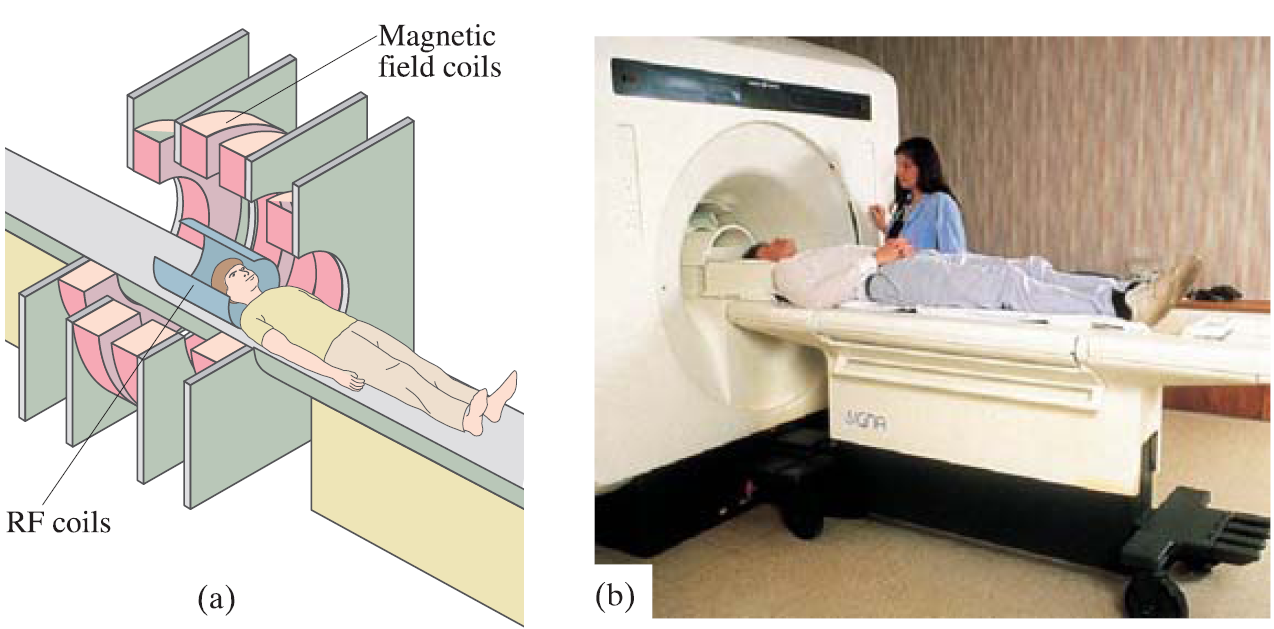 Magnetic
field coils
RF coils
(a)
SIGNA
(b)